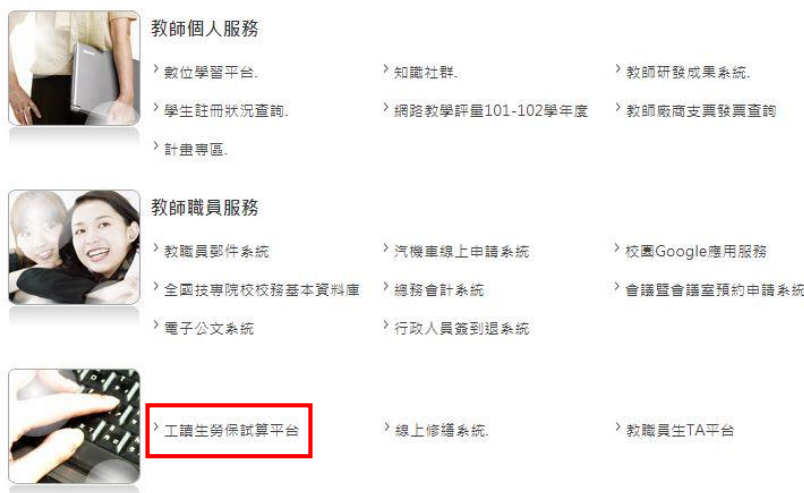 教師個人服務
數位學習平台. 知識社群. 教師研發成果系統.
學生註冊狀況查詢. 網路教學評量101-102學年度 教師廠商支票發票查詢
計畫專區.
教師職員服務
教職員郵件系統 汽機車線上申請系統 校園Google應用服務
全國技專院校校務基本資料庫 總務會計系統 會議暨會議室預約申請系統
電子公文系統 行政人員簽到退系統
工讀生勞保試算平台 線上修繕系統. 教職員生TA平台